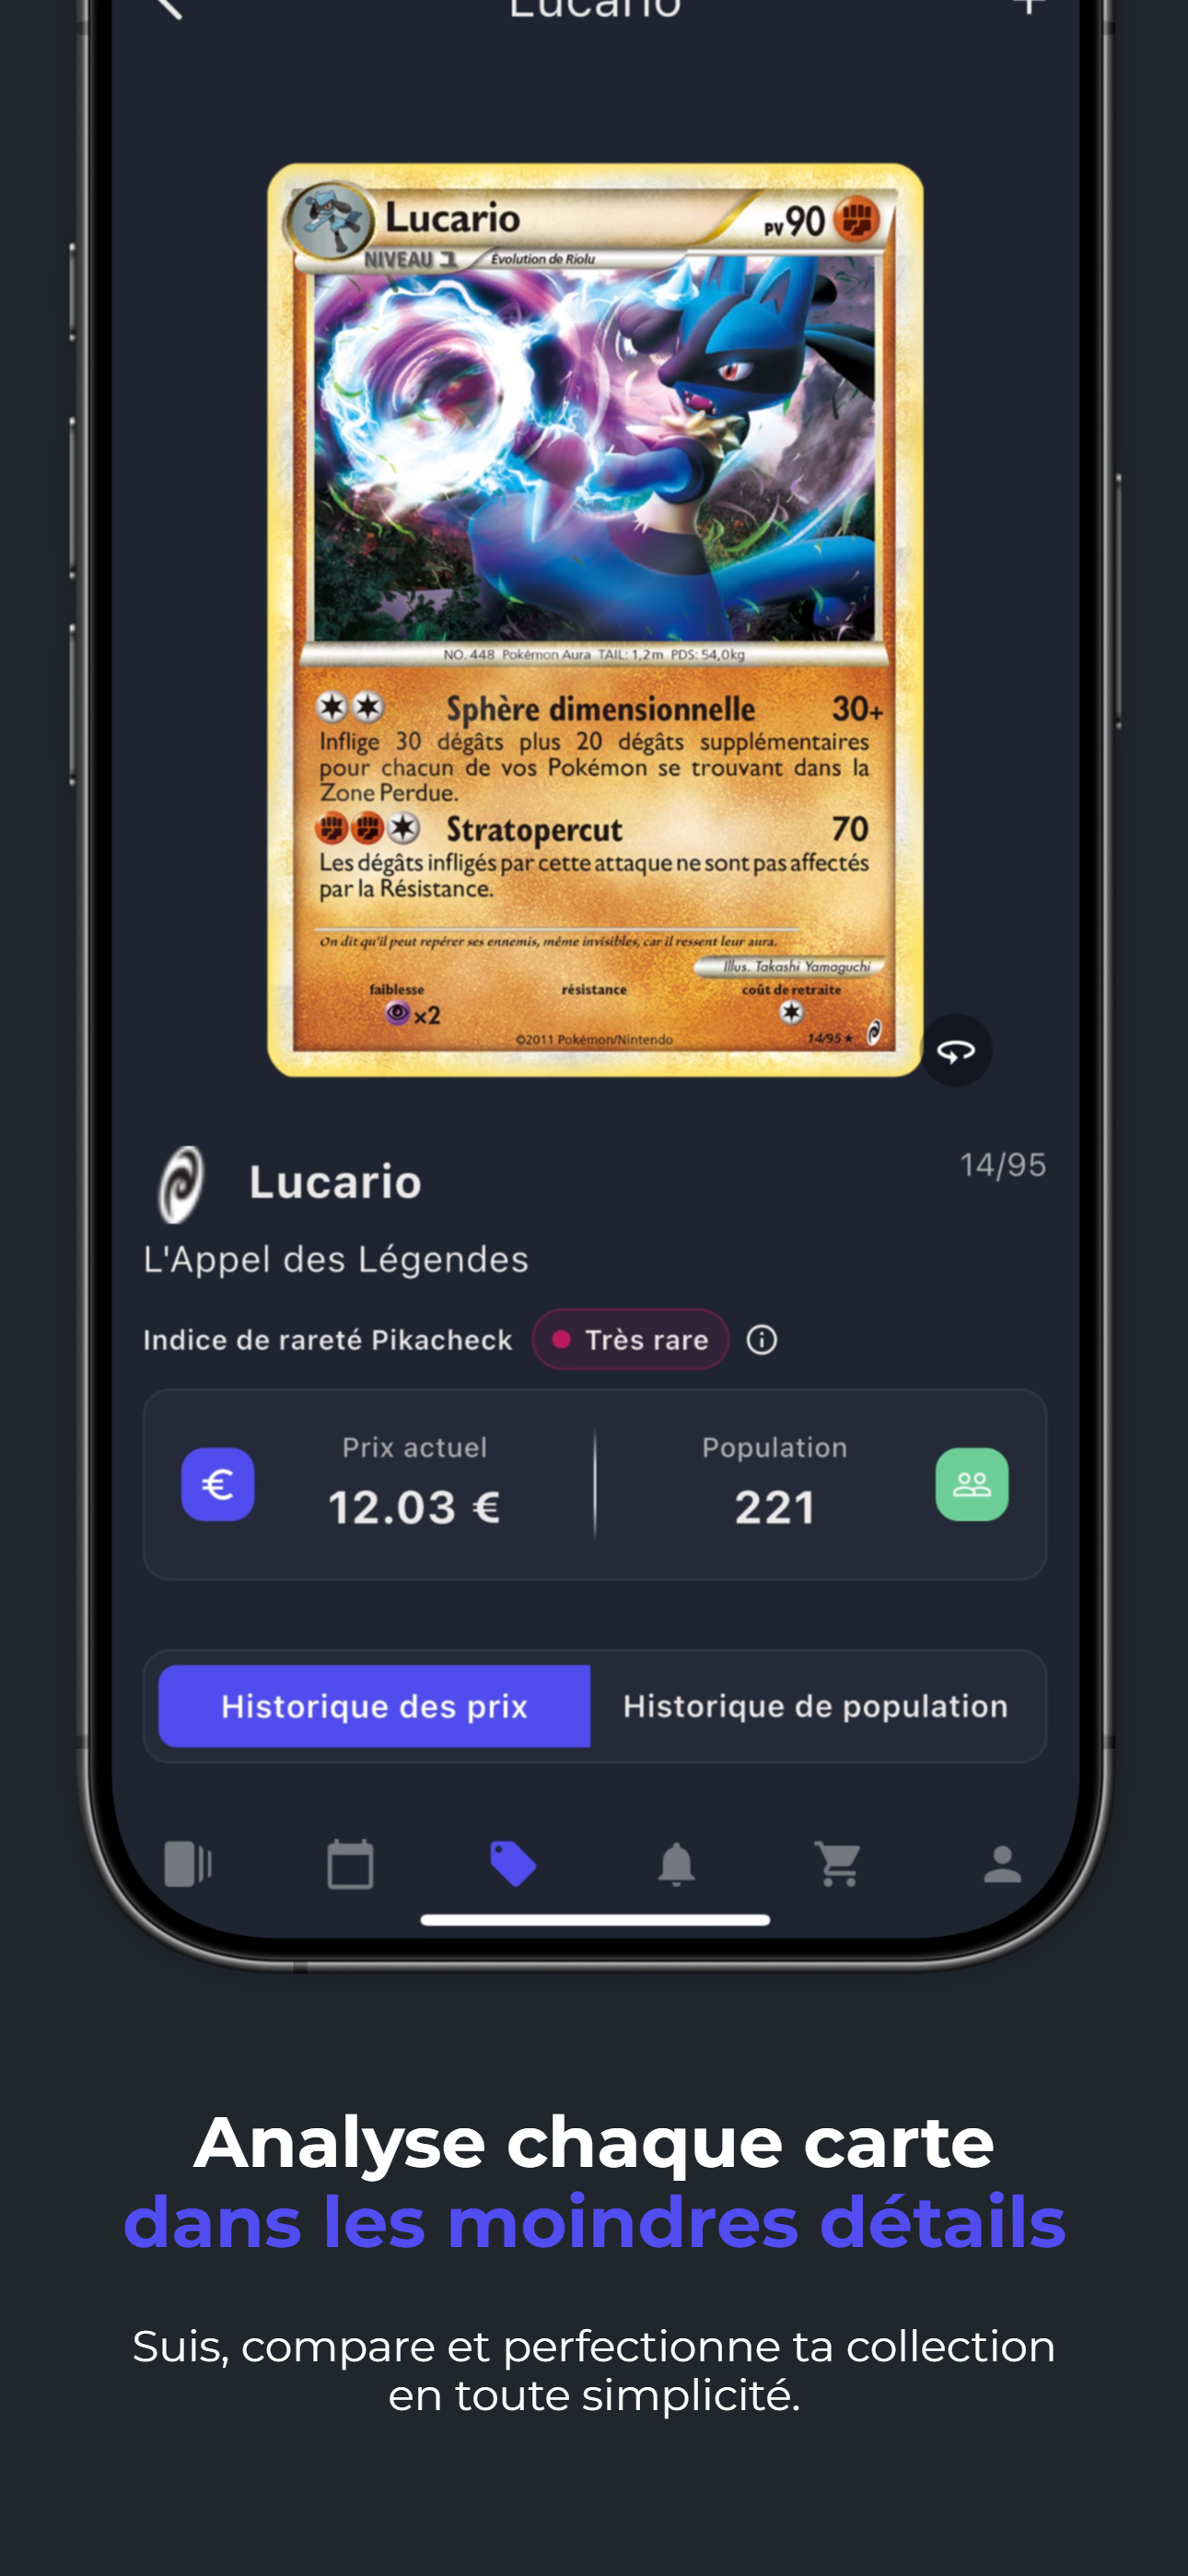 Lucario
Lucario
PV 90
NIVEAU 1
Évolution de Riolu
NO. 448 Pokémon Aura TAIL: 1,2m PDS: 54,0kg
Sphère dimensionnelle 30+
Inflige 30 dégâts plus 20 dégâts supplémentaires
pour chacun de vos Pokémon se trouvant dans la
Zone Perdue.
Stratopercut 70
Les dégâts infligés par cette attaque ne sont pas affectés
par la Résistance.
On dit qu'il peut repérer ses ennemis, même invisibles, car il ressent leur aura.
Illus. Takashi Yamaguchi
faiblesse résistance coût de retraite
×2
©2011 Pokémon/Nintendo 14/95 ★
Lucario
14/95
L'Appel des Légendes
Indice de rareté Pikacheck Très rare
Prix actuel Population
€ 12.03 € 221
Historique des prix Historique de population
Analyse chaque carte
dans les moindres détails
Suis, compare et perfectionne ta collection
en toute simplicité.